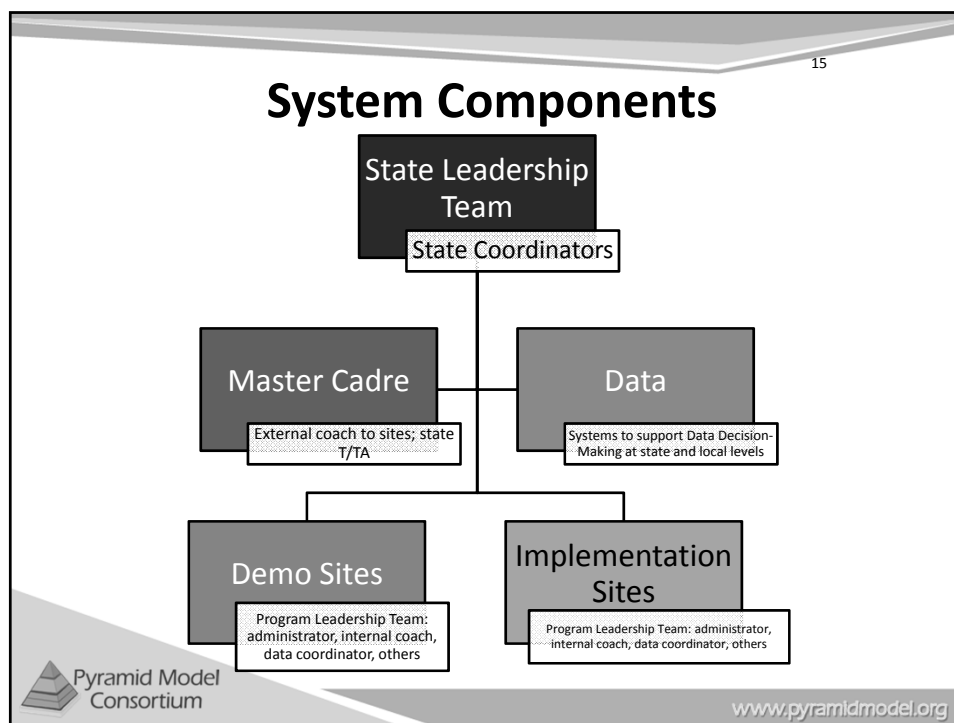 15
System Components
State Leadership
Team
State Coordinators
Master Cadre
External coach to sites; state
T/TA
Data
Systems to support Data Decision-
Making at state and local levels
Demo Sites
Program Leadership Team:
administrator, internal coach,
data coordinator, others
Implementation
Sites
Program Leadership Team: administrator,
internal coach, data coordinator, others
Pyramid Model
Consortium
www.pyramidmodel.org